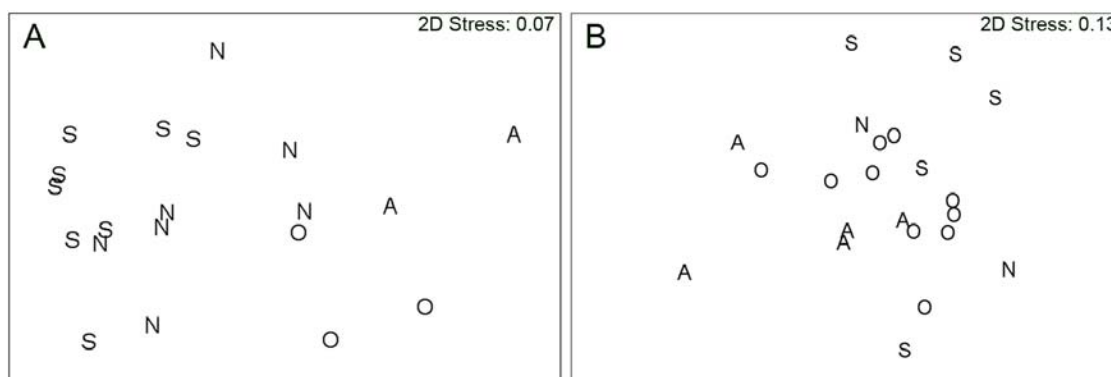 A 2D Stress: 0.07
N
S S S A
N
S
S A
N N
N S O
S N
O
N
S O
B 2D Stress: 0.13
S S
S
N
A O O
O O O S
O
O
A A O O
A
A N
O
S